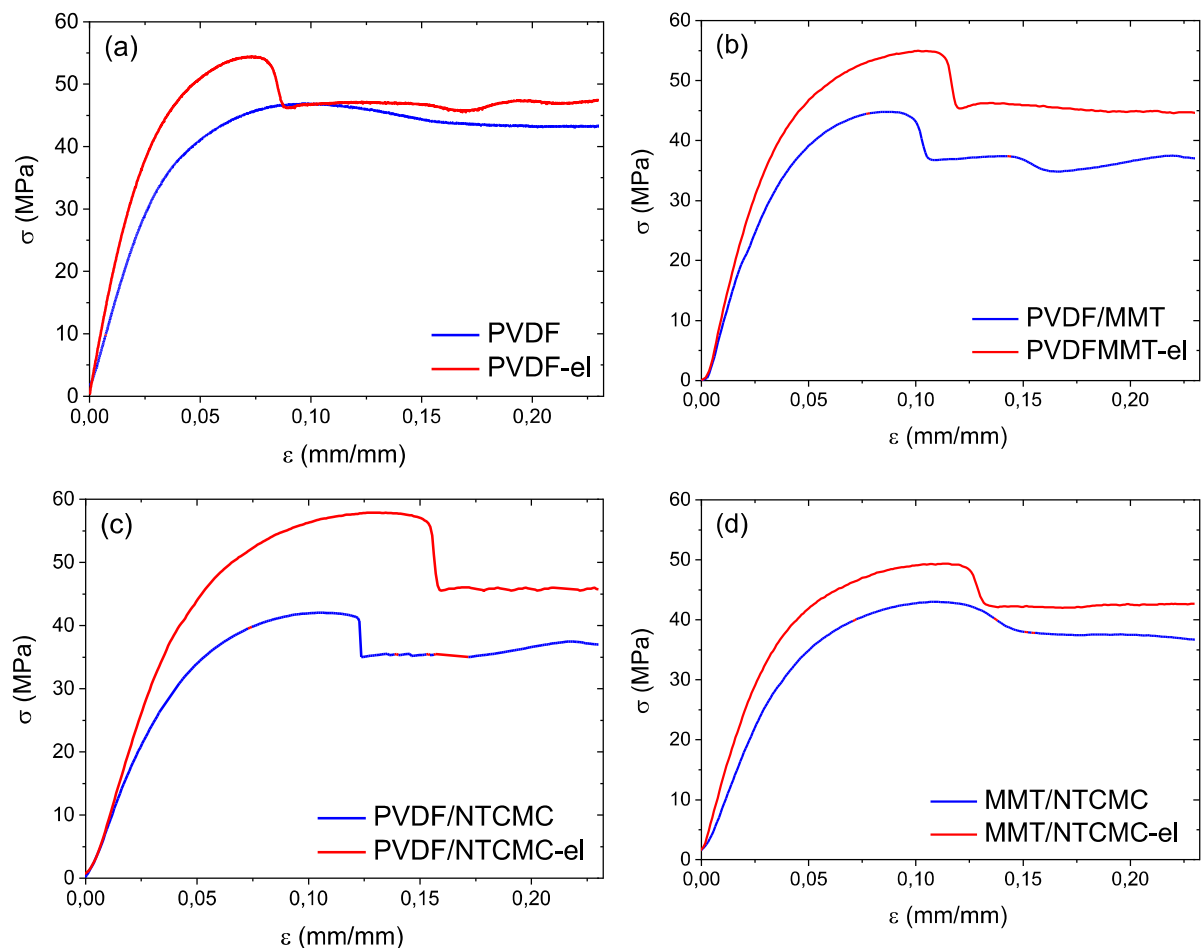 (a)
60
50
40
30
20
10
0
σ (MPa)
PVDF
PVDF-el
0,00 0,05 0,10 0,15 0,20
ε (mm/mm)
(b)
60
50
40
30
20
10
0
σ (MPa)
PVDF/MMT
PVDFMMT-el
0,00 0,05 0,10 0,15 0,20
ε (mm/mm)
(c)
60
50
40
30
20
10
0
σ (MPa)
PVDF/NTCMC
PVDF/NTCMC-el
0,00 0,05 0,10 0,15 0,20
ε (mm/mm)
(d)
60
50
40
30
20
10
0
σ (MPa)
MMT/NTCMC
MMT/NTCMC-el
0,00 0,05 0,10 0,15 0,20
ε (mm/mm)